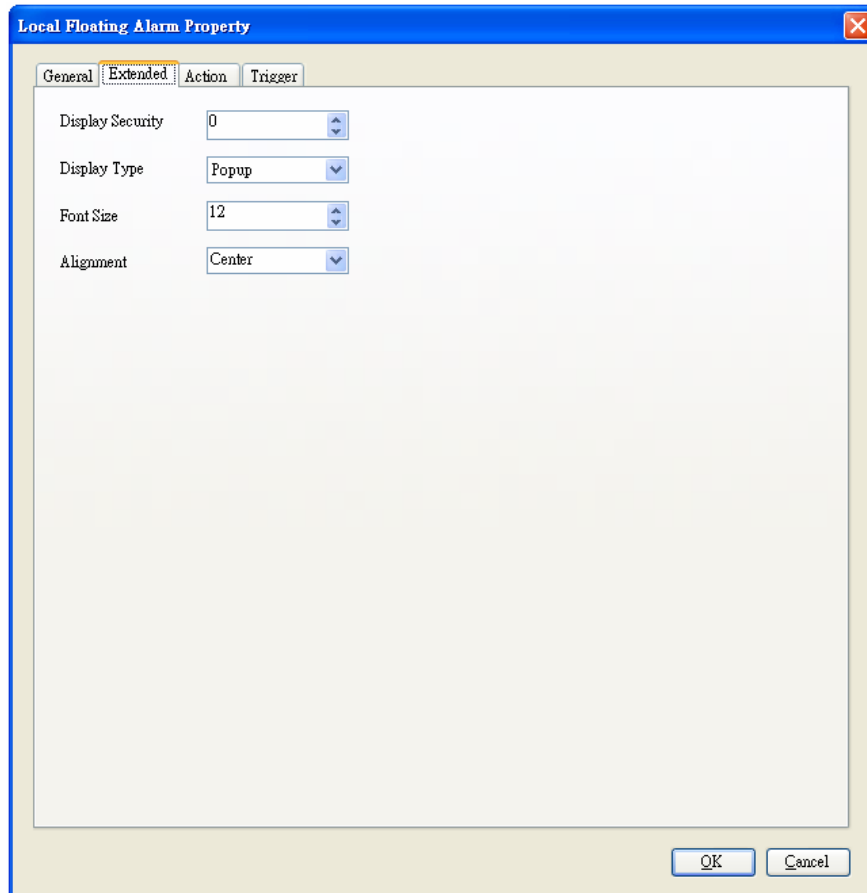 Local Floating Alarm Property
General Extended Action Trigger
Display Security 0
Display Type Popup
Font Size 12
Alignment Center
OK Cancel